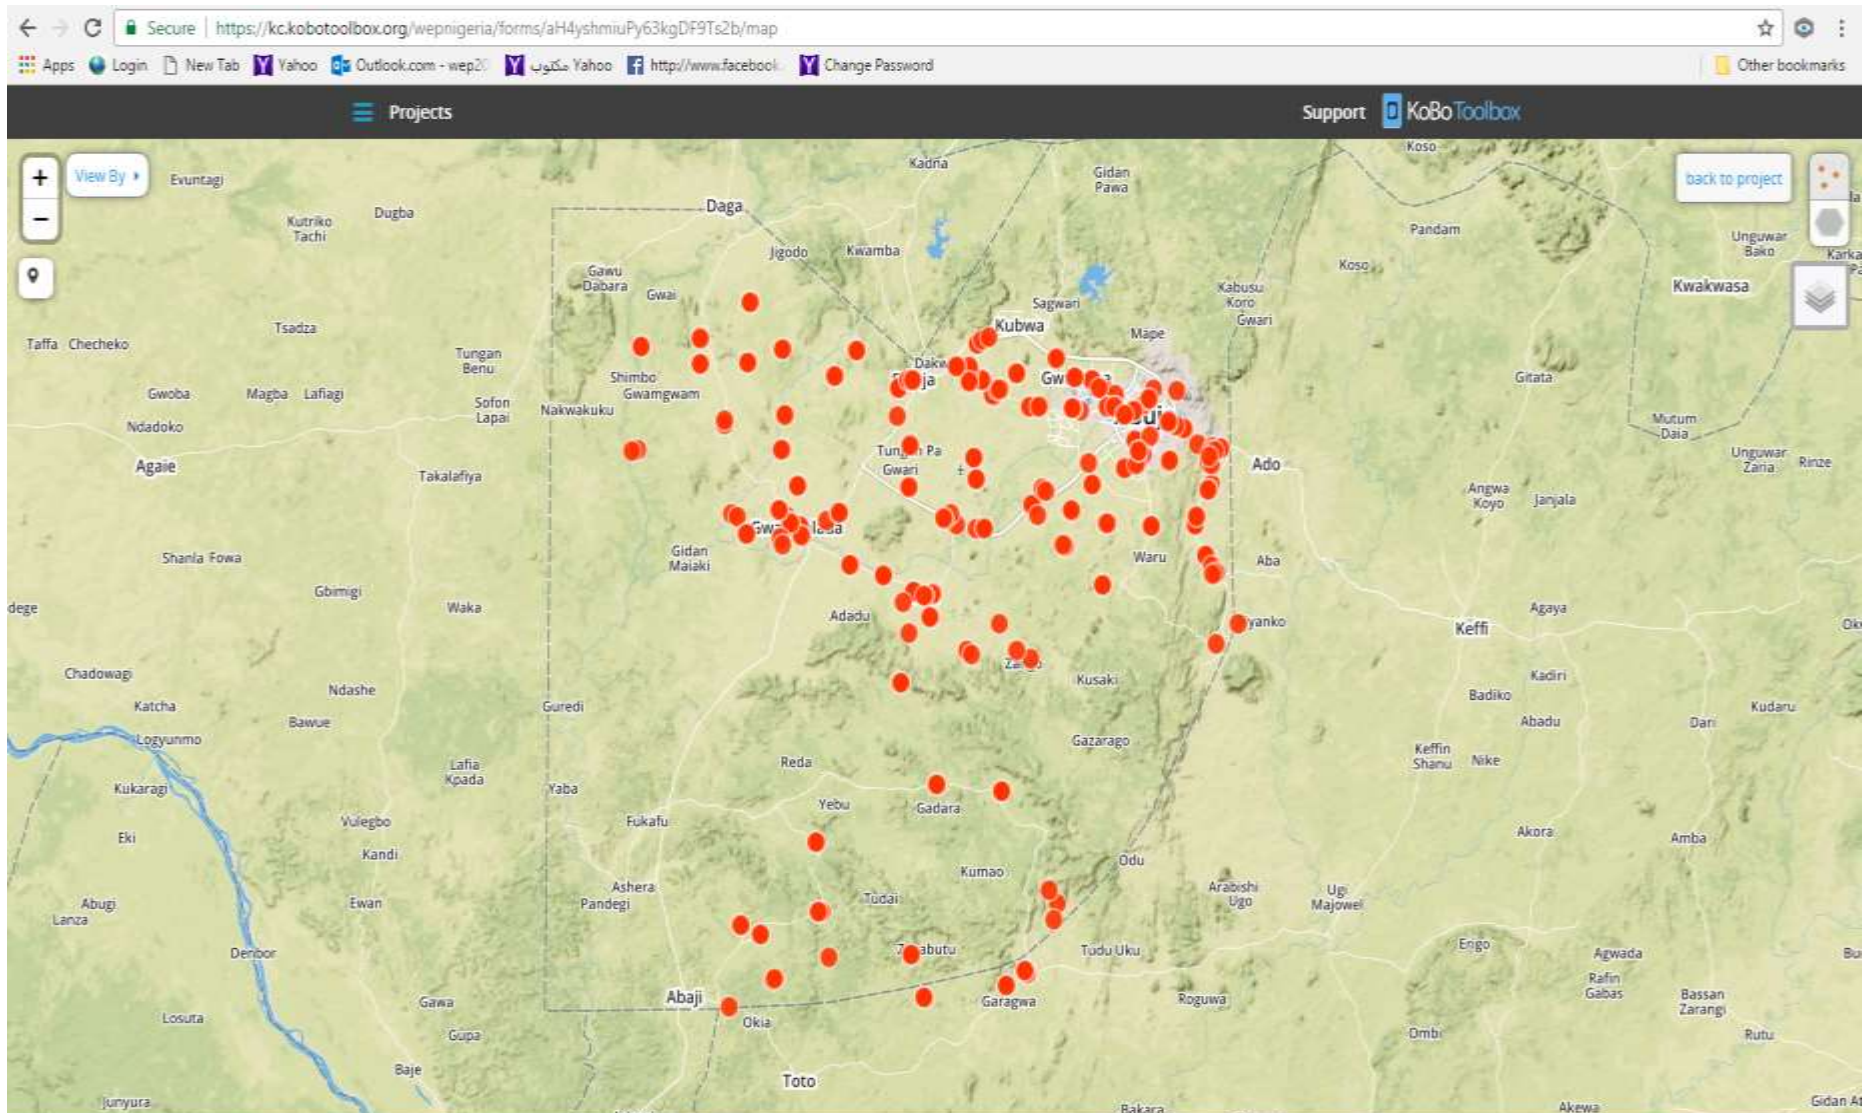 Secure https://kc.kobotoolbox.org/wepnigeria/forms/aH4yshmiuPy63kgDF9Ts2b/map
Apps Login New Tab Yahoo Outlook.com - wep20 مكتوب Yahoo http://www.facebook. Change Password Other bookmarks
Projects Support KoBoToolbox
Koso
Kadna
+ View By Evuntagi Gidan Pawa back to project
−
Dugba Daga
Kutriko Tachi Pandam Unguwar Bako
Jigodo Kwamba Karka
Gawu Dabara Koso
Gwai Sagwari Kabusu Koro Gwari Kwakwasa
Tsadza Kubwa Mape
Taffa Checheko
Tungan Benu
Shimbo Gitata
Gwoba Magba Lafiagi Gwamgwam
Sofon Lapai Nakwakuku
Ndadoko Mutum Daia
Agaie Gwari Ado Unguwar Zaria Rinze
Takalafiya
Angwa Koyo Janjala
Shanla Fowa Gidan Maiaki Waru Aba
Gbimigi
dege Waka Adadu Agaya
Keffi
Chadowagi Kusaki Kadiri
Ndashe Badiko
Katcha Guredi Kudaru
Bawue Abadu Dari
Logyunmo Gazarago
Keffin Shanu Nike
Lafia Kpada Reda
Kukaragi Yaba
Yebu Gadara
Vulegbo Fukafu
Eki Akora Amba
Kandi Odu
Kumao
Ashera Arabishi Ugo Ugi Majowel
Abugi Ewan Pandegi Tudai
Lanza
Denbor Tudu Uku Erigo Agwada
Rafin Gabas
Gawa Abaji Garagwa Roguwa Bassan Zarangi
Losuta Okia
Gupa Ombi Rutu
Baje Toto
Junyura Bakara Akewa Gidan